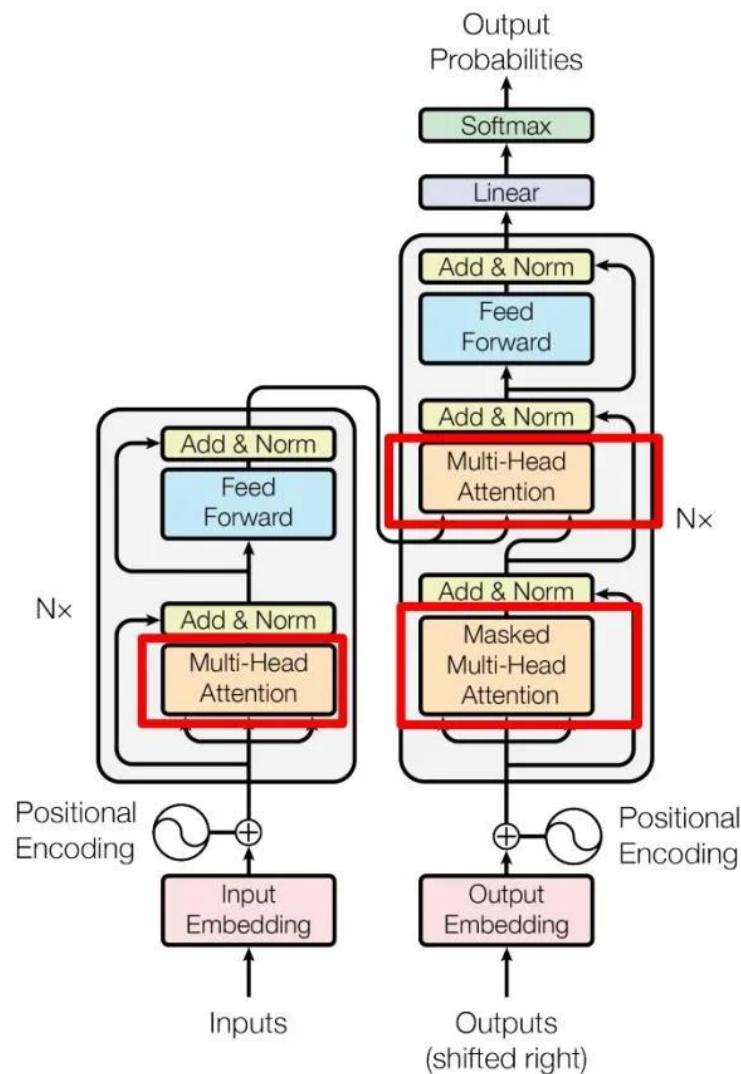 Output
Probabilities
Softmax
Linear
Add & Norm
Feed
Forward
Add & Norm
Multi-Head
Attention
Add & Norm
Masked
Multi-Head
Attention
Nx
Add & Norm
Feed
Forward
Nx
Add & Norm
Multi-Head
Attention
Positional
Encoding
Positional
Encoding
Input
Embedding
Output
Embedding
Inputs
Outputs
(shifted right)